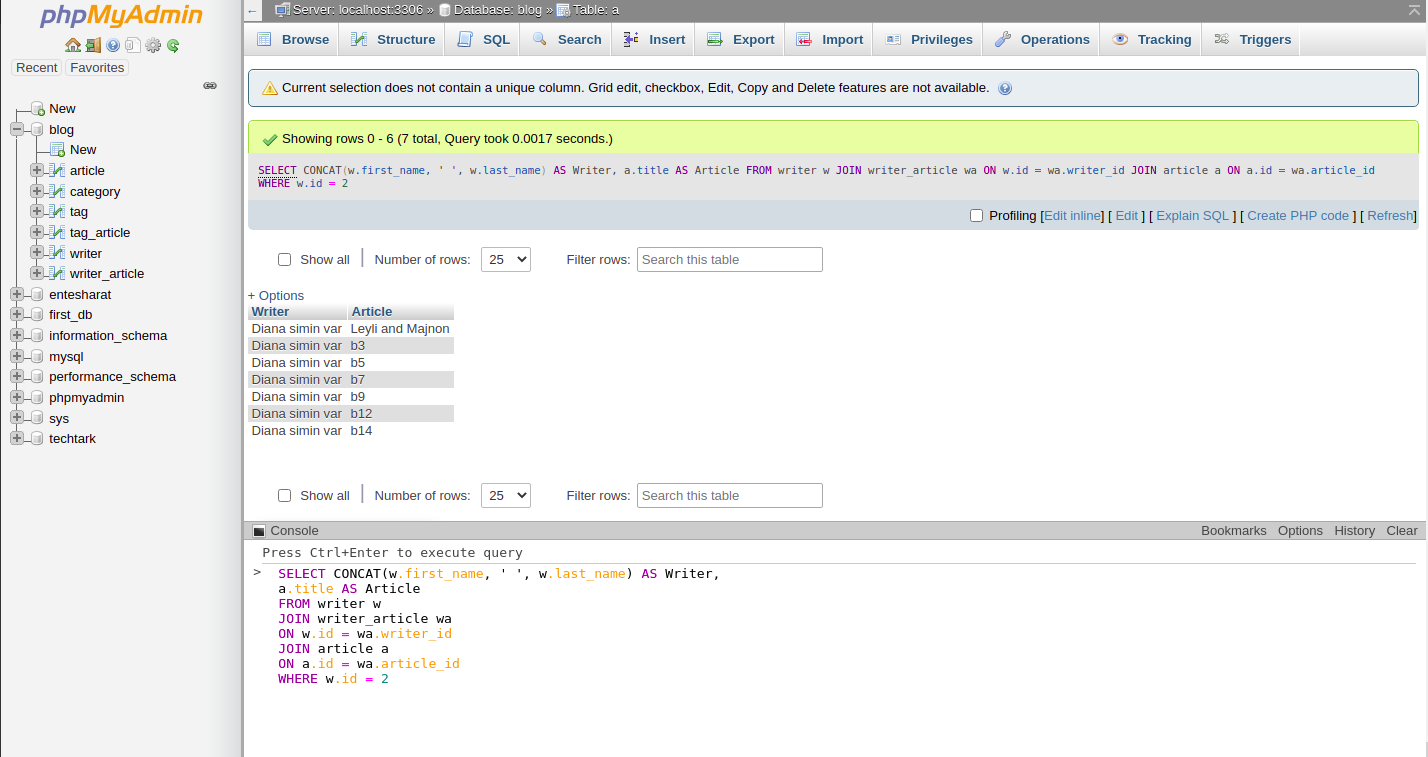 phpMyAdmin
Recent Favorites
New
blog
New
article
category
tag
tag_article
writer
writer_article
entesharat
first_db
information_schema
mysql
performance_schema
phpmyadmin
sys
techtark
← Server: localhost:3306 » Database: blog » Table: a
Browse Structure SQL Search Insert Export Import Privileges Operations Tracking Triggers
Current selection does not contain a unique column. Grid edit, checkbox, Edit, Copy and Delete features are not available.
Showing rows 0 - 6 (7 total, Query took 0.0017 seconds.)
SELECT CONCAT(w.first_name, ' ', w.last_name) AS Writer, a.title AS Article FROM writer w JOIN writer_article wa ON w.id = wa.writer_id JOIN article a ON a.id = wa.article_id
WHERE w.id = 2
Profiling [Edit inline] [ Edit ] [ Explain SQL ] [ Create PHP code ] [ Refresh]
Show all | Number of rows: 25 Filter rows: Search this table
+ Options
Writer Article
Diana simin var Leyli and Majnon
Diana simin var b3
Diana simin var b5
Diana simin var b7
Diana simin var b9
Diana simin var b12
Diana simin var b14
Show all | Number of rows: 25 Filter rows: Search this table
Console Bookmarks Options History Clear
Press Ctrl+Enter to execute query
> SELECT CONCAT(w.first_name, ' ', w.last_name) AS Writer,
a.title AS Article
FROM writer w
JOIN writer_article wa
ON w.id = wa.writer_id
JOIN article a
ON a.id = wa.article_id
WHERE w.id = 2